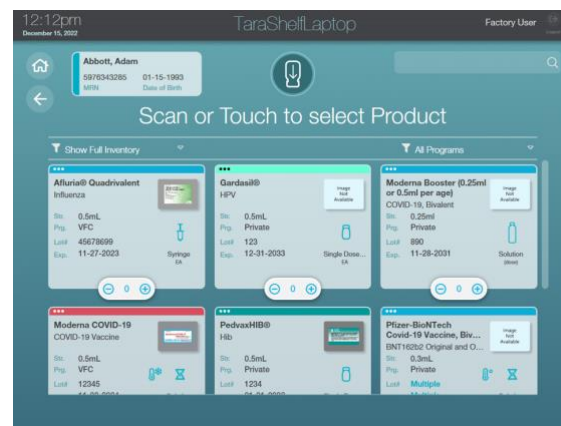 12:12pm
December 15, 2022
TaraShelfLaptop
Factory User
Abbott, Adam
5976343285 01-15-1993
MRN Date of Birth
Scan or Touch to select Product
Show Full Inventory
All Programs
Afluria® Quadrivalent
Influenza
Str. 0.5mL
Prg. VFC
Lot# 45678699
Exp. 11-27-2023
Syringe
EA
0
Gardasil®
HPV
Image
Not
Available
Str. 0.5mL
Prg. Private
Lot# 123
Exp. 12-31-2033
Single Dose...
EA
0
Moderna Booster (0.25ml
or 0.5ml per age)
COVID-19, Bivalent
Image
Not
Available
Str. 0.25ml
Prg. Private
Lot# 890
Exp. 11-28-2031
Solution
0
Moderna COVID-19
COVID-19 Vaccine
Str. 0.5mL
Prg. VFC
Lot# 12345
PedvaxHIB®
Hib
Str. 0.5mL
Prg. Private
Lot# 1234
Pfizer-BioNTech
Covid-19 Vaccine, Biv...
BNT162b2 Original and O...
Image
Not
Available
Str. 0.3mL
Prg. Private
Lot# Multiple